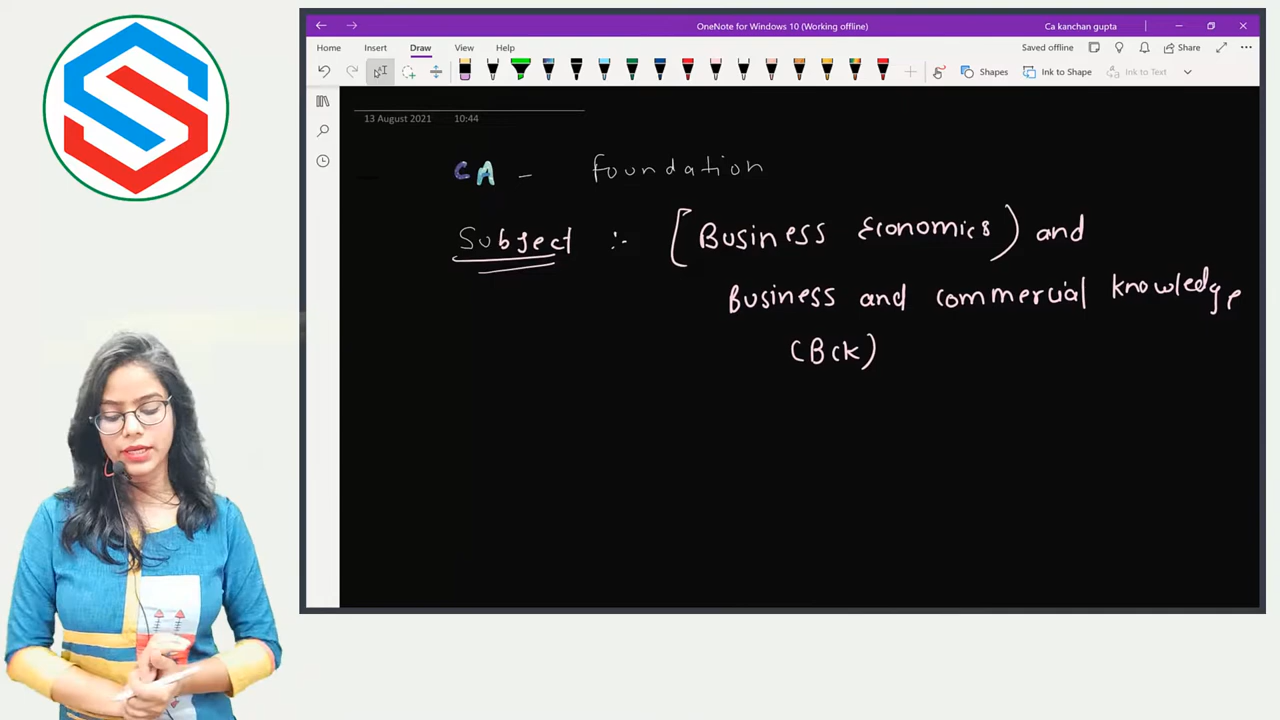 OneNote for Windows 10 (Working offline)
Ca kanchan gupta
Home Insert Draw View Help
Saved offline
Share
Shapes
Ink to Shape
Ink to Text
13 August 2021 10:44
CA - foundation
Subject :- [Business Economics) and
Business and commercial knowledge
(BCK)